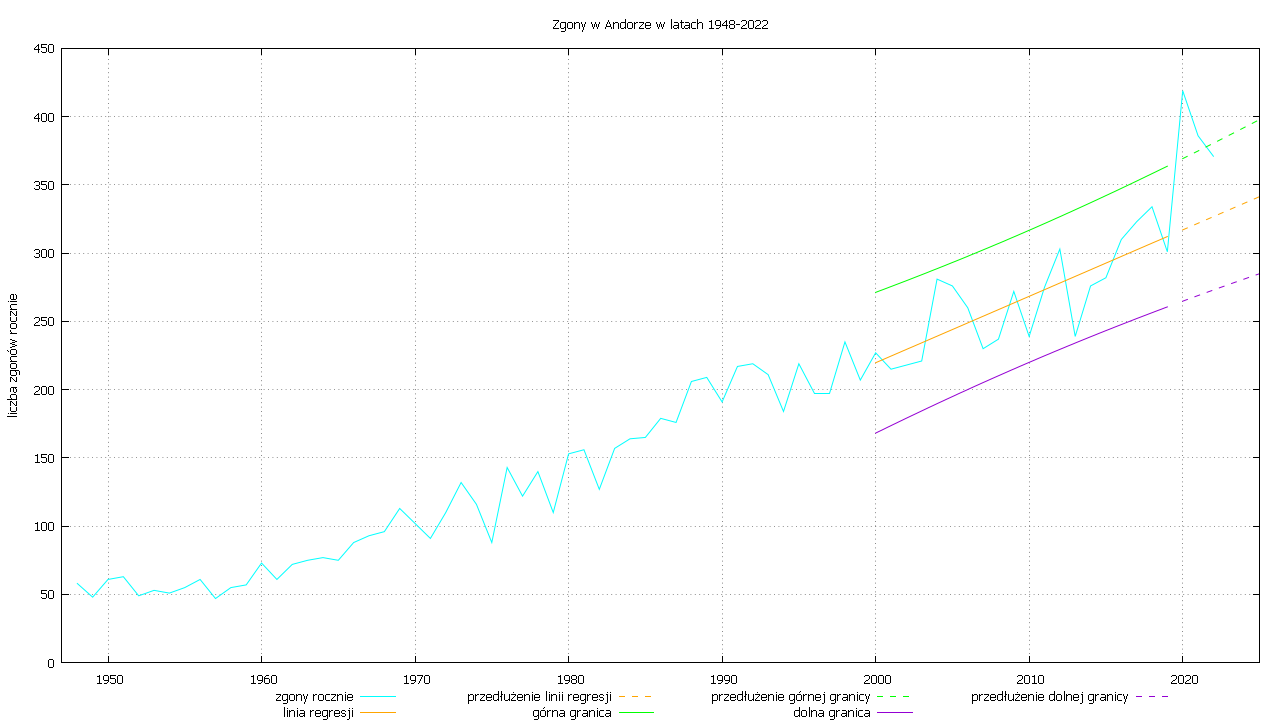 Zgony w Andorze w latach 1948-2022
450
400
350
300
250
200
150
100
50
0
liczba zgonów rocznie
1950 1960 1970 1980 1990 2000 2010 2020
zgony rocznie przedłużenie linii regresji przedłużenie górnej granicy przedłużenie dolnej granicy
linia regresji górna granica dolna granica